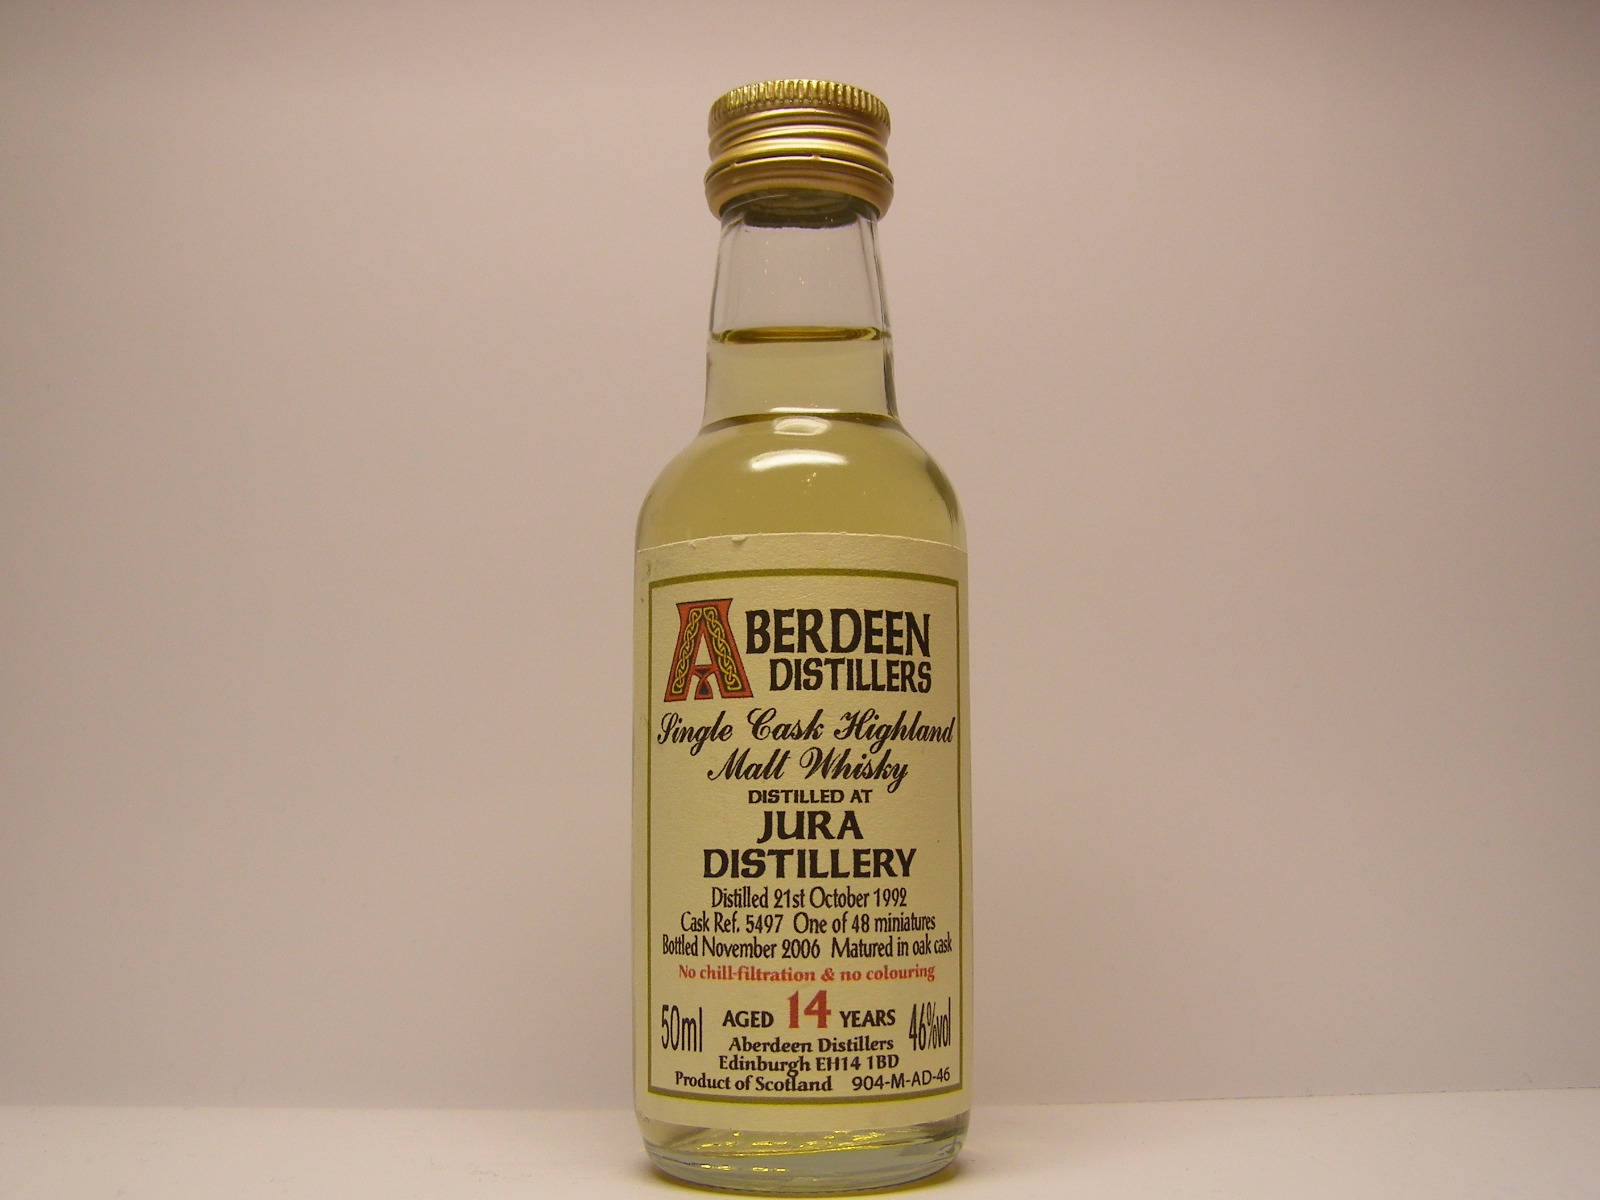 ABERDEEN
DISTILLERS
Single Cask Highland
Malt Whisky
DISTILLED AT
JURA
DISTILLERY
Distilled 21st October 1992
Cask Ref. 5497 One of 48 miniatures
Bottled November 2006 Matured in oak cask
No chill-filtration & no colouring
50ml AGED 14 YEARS 46%vol
Aberdeen Distillers
Edinburgh EH14 1BD
Product of Scotland 904-M-AD-46